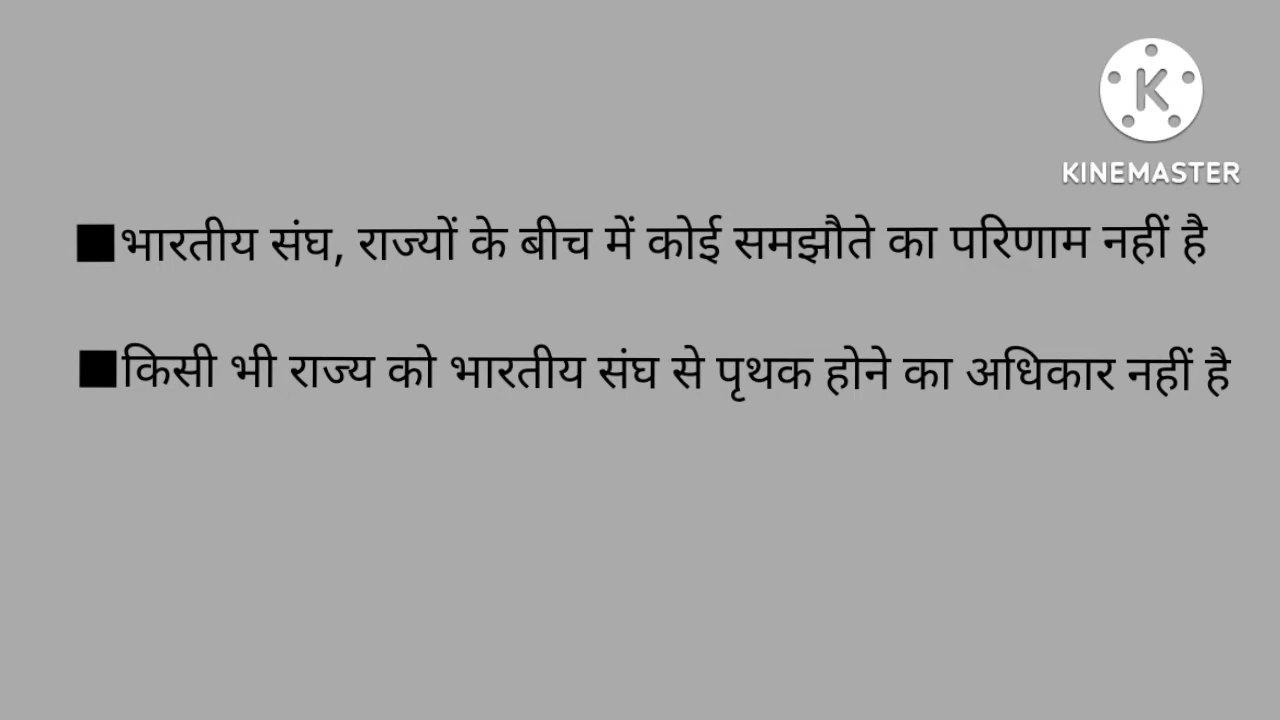 KINEMASTER
■भारतीय संघ, राज्यों के बीच में कोई समझौते का परिणाम नहीं है
■किसी भी राज्य को भारतीय संघ से पृथक होने का अधिकार नहीं है